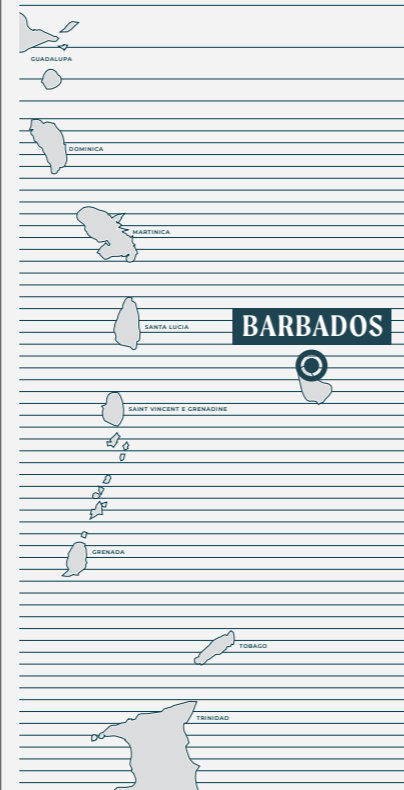 GUADALUPA
DOMINICA
MARTINICA
SANTA LUCIA
BARBADOS
SAINT VINCENT E GRENADINE
GRENADA
TOBAGO
TRINIDAD